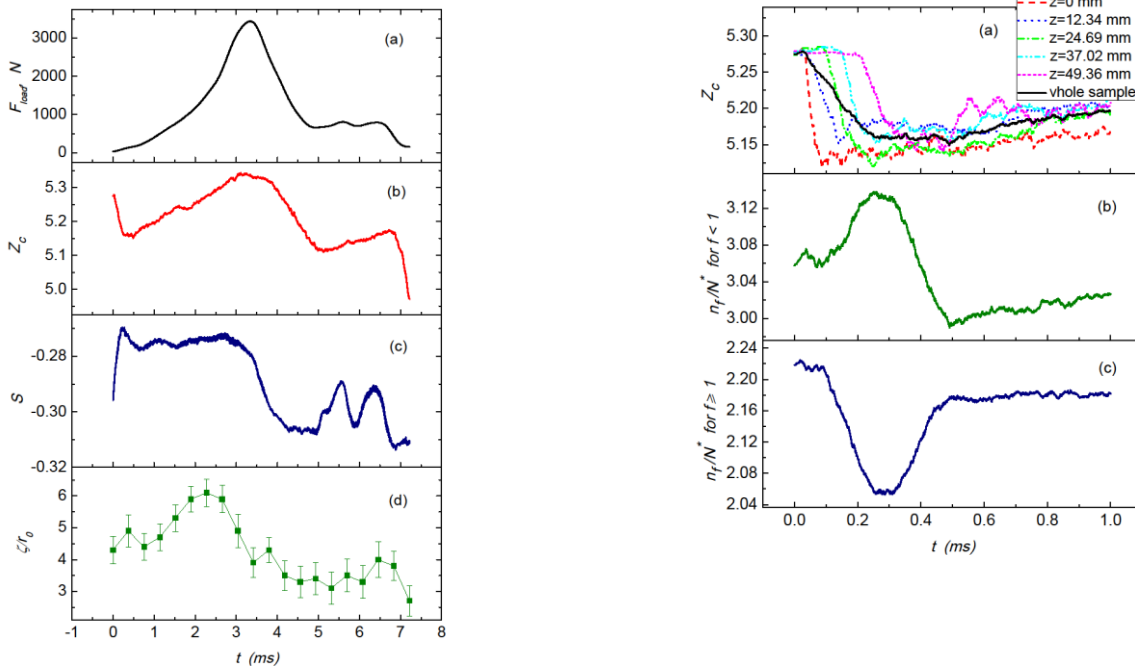 3000
2000
1000
0
F_load N
(a)
5.3
5.2
5.1
5.0
Z_c
(b)
-0.28
-0.30
-0.32
S
(c)
6
5
4
3
ζ/r_0
(d)
-1 0 1 2 3 4 5 6 7 8
t (ms)
z=0 mm
z=12.34 mm
z=24.69 mm
z=37.02 mm
z=49.36 mm
vhole sample
(a)
5.30
5.25
5.20
5.15
Z_c
(b)
3.12
3.06
3.00
n_f/N^* for f < 1
(c)
2.24
2.20
2.16
2.12
2.08
2.04
n_f/N^* for f ⩾ 1
0.0 0.2 0.4 0.6 0.8 1.0
t (ms)